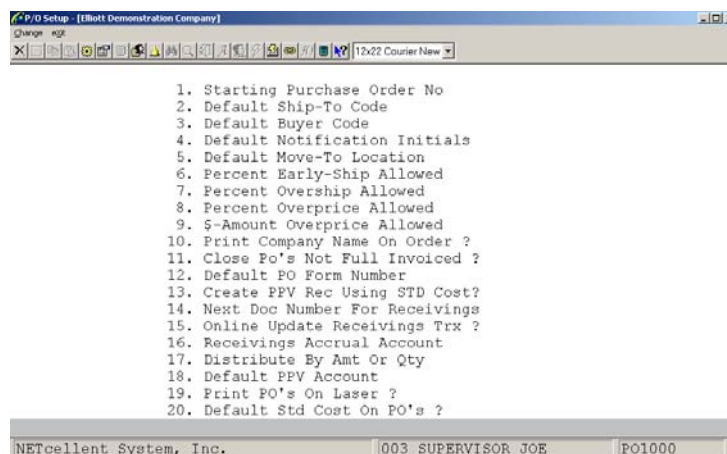 P/O Setup - [Elliott Demonstration Company]
Change exit
12x22 Courier New
1. Starting Purchase Order No
2. Default Ship-To Code
3. Default Buyer Code
4. Default Notification Initials
5. Default Move-To Location
6. Percent Early-Ship Allowed
7. Percent Overship Allowed
8. Percent Overprice Allowed
9. $-Amount Overprice Allowed
10. Print Company Name On Order ?
11. Close Po's Not Full Invoiced ?
12. Default PO Form Number
13. Create PPV Rec Using STD Cost?
14. Next Doc Number For Receivings
15. Online Update Receivings Trx ?
16. Receivings Accrual Account
17. Distribute By Amt Or Qty
18. Default PPV Account
19. Print PO's On Laser ?
20. Default Std Cost On PO's ?
NETcellent System, Inc. 003 SUPERVISOR JOE PO1000